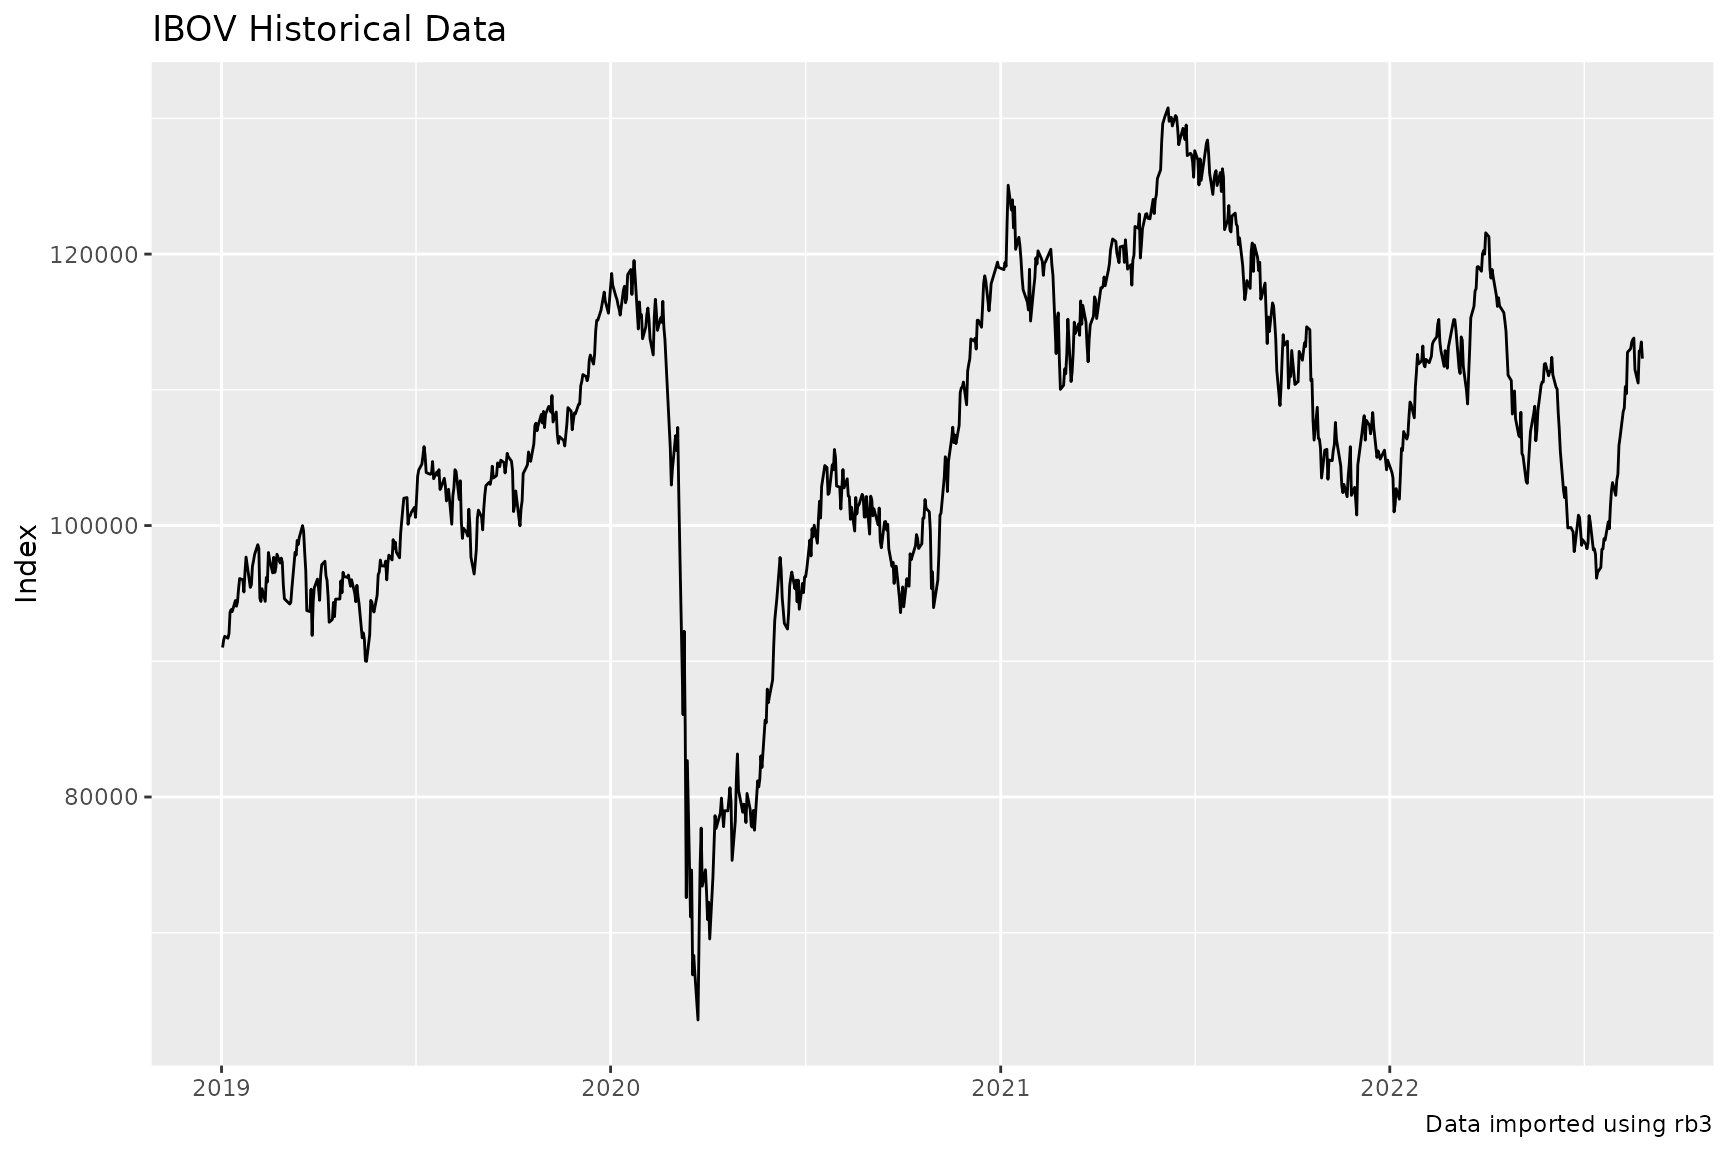 IBOV Historical Data
Index
120000
100000
80000
2019 2020 2021 2022
Data imported using rb3